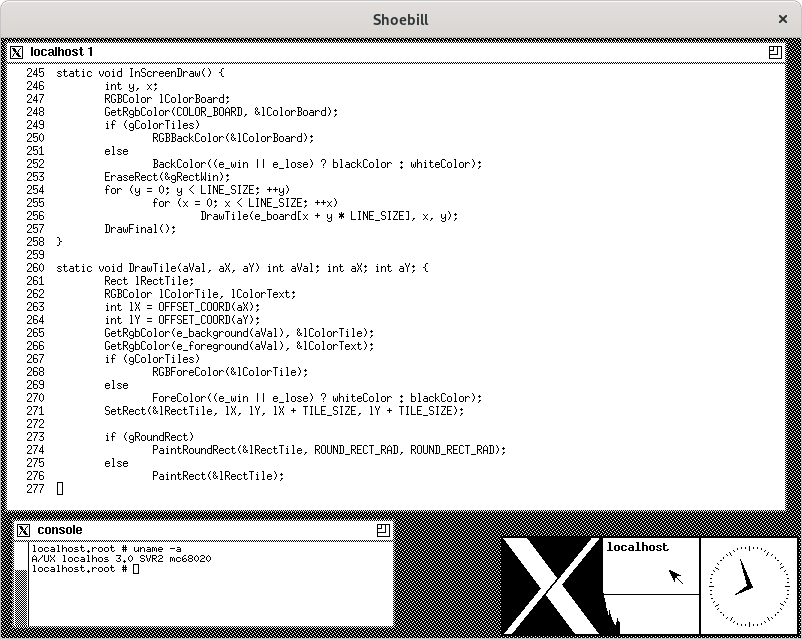 Shoebill
localhost 1
245 static void InScreenDraw() {
246 int y, x;
247 RGBColor lColorBoard;
248 GetRgbColor(COLOR_BOARD, &lColorBoard);
249 if (gColorTiles)
250 RGBBackColor(&lColorBoard);
251 else
252 BackColor((e_win || e_lose) ? blackColor : whiteColor);
253 EraseRect(&gRectWin);
254 for (y = 0; y < LINE_SIZE; ++y)
255 for (x = 0; x < LINE_SIZE; ++x)
256 DrawTile(e_board[x + y * LINE_SIZE], x, y);
257 DrawFinal();
258 }
259
260 static void DrawTile(aVal, aX, aY) int aVal; int aX; int aY; {
261 Rect lRectTile;
262 RGBColor lColorTile, lColorText;
263 int lX = OFFSET_COORD(aX);
264 int lY = OFFSET_COORD(aY);
265 GetRgbColor(e_background(aVal), &lColorTile);
266 GetRgbColor(e_foreground(aVal), &lColorText);
267 if (gColorTiles)
268 RGBForeColor(&lColorTile);
269 else
270 ForeColor((e_win || e_lose) ? whiteColor : blackColor);
271 SetRect(&lRectTile, lX, lY, lX + TILE_SIZE, lY + TILE_SIZE);
272
273 if (gRoundRect)
274 PaintRoundRect(&lRectTile, ROUND_RECT_RAD, ROUND_RECT_RAD);
275 else
276 PaintRect(&lRectTile);
277
console
localhost.root # uname -a
A/UX localhos 3.0 SVR2 mc68020
localhost.root #
localhost